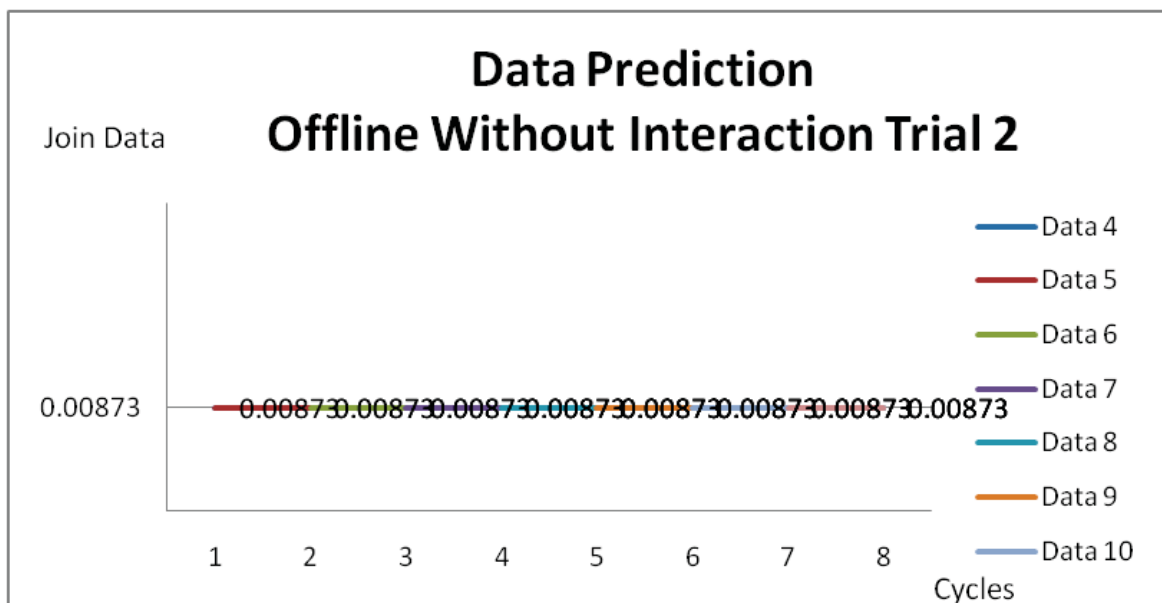 Data Prediction
Offline Without Interaction Trial 2
Join Data
0.00873
0.00873 0.00873 0.00873 0.00873 0.00873 0.00873 0.00873 0.00873
1 2 3 4 5 6 7 8
Cycles
Data 4
Data 5
Data 6
Data 7
Data 8
Data 9
Data 10